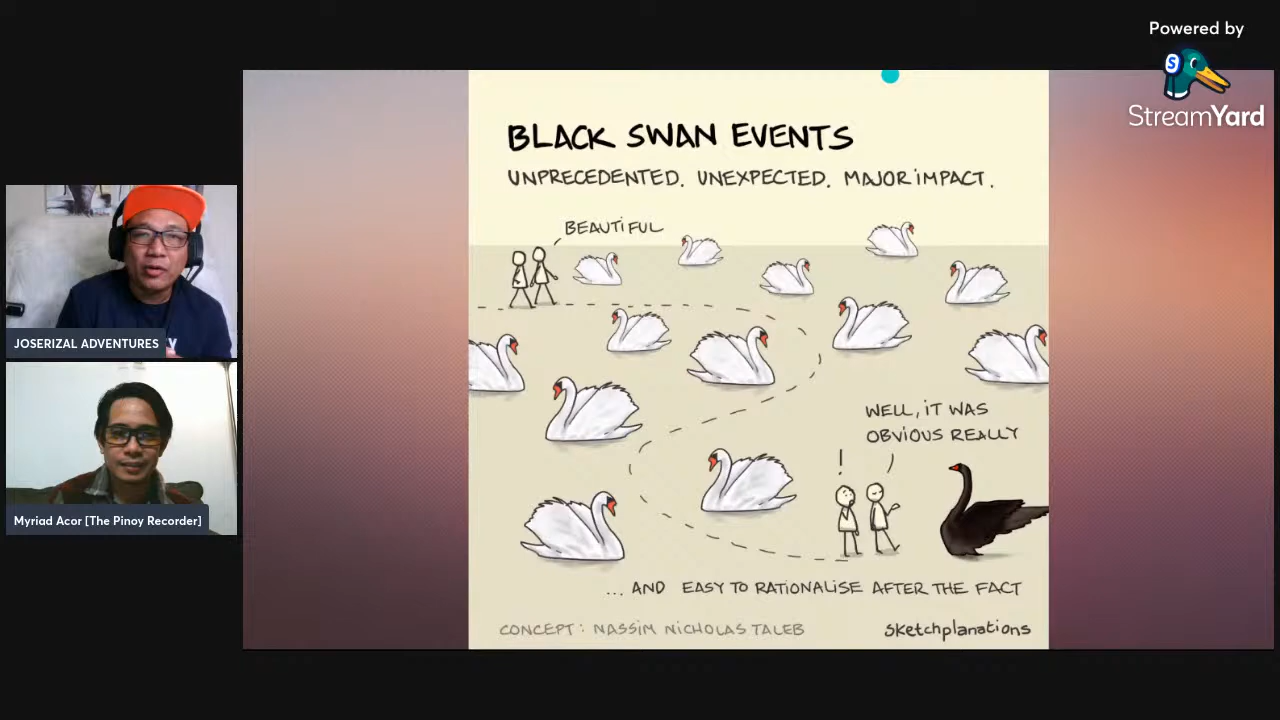 Powered by
S
StreamYard
BLACK SWAN EVENTS
UNPRECEDENTED. UNEXPECTED. MAJOR IMPACT.
BEAUTIFUL
WELL, IT WAS
OBVIOUS REALLY
!
... AND EASY TO RATIONALISE AFTER THE FACT
CONCEPT: NASSIM NICHOLAS TALEB
sketchplanations
JOSERIZAL ADVENTURES
Myriad Acor [The Pinoy Recorder]